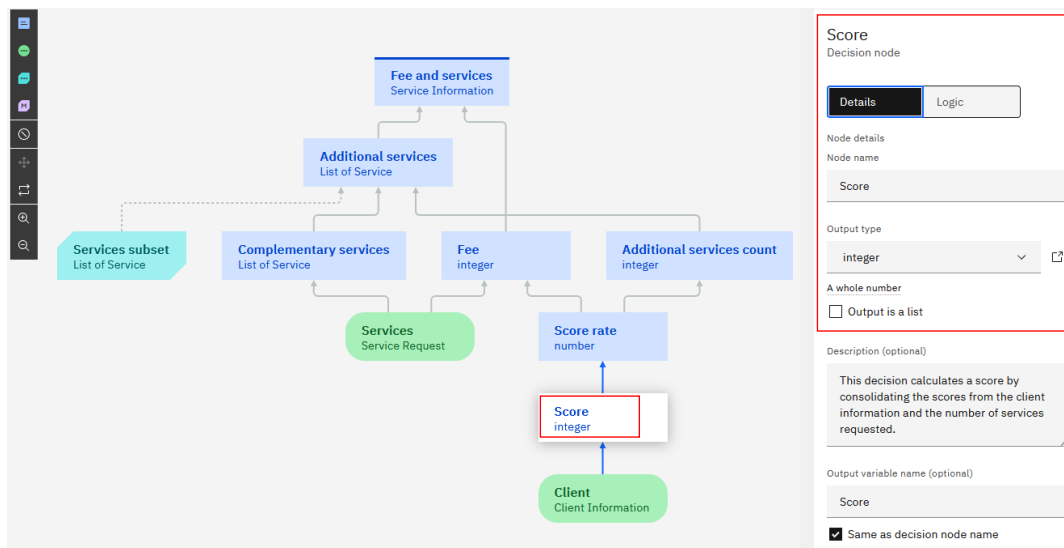 Fee and services
Service Information
Additional services
List of Service
Services subset
List of Service
Complementary services
List of Service
Fee
integer
Additional services count
integer
Services
Service Request
Score rate
number
Score
integer
Client
Client Information
M
Score
Decision node
Details
Logic
Node details
Node name
Score
Output type
integer
A whole number
Output is a list
Description (optional)
This decision calculates a score by
consolidating the scores from the client
information and the number of services
requested.
Output variable name (optional)
Score
Same as decision node name